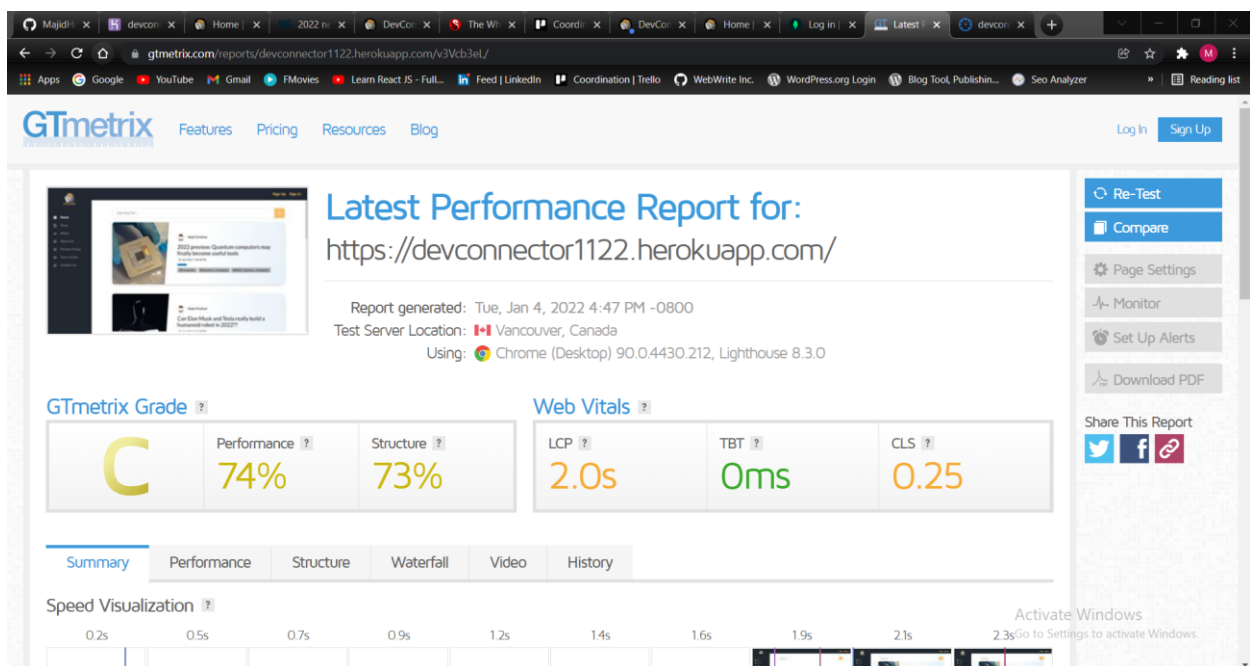 MajidH
devcon
Home |
2022 ne
DevCon
The Wh
Coordin
DevCon
Home |
Log in |
Latest P
devcon
gtmetrix.com/reports/devconnector1122.herokuapp.com/v3Vcb3eL/
M
Apps Google YouTube Gmail FMovies Learn React JS - Full... Feed | LinkedIn Coordination | Trello WebWrite Inc. WordPress.org Login Blog Tool, Publishin... Seo Analyzer » Reading list
GTmetrix Features Pricing Resources Blog Log In Sign Up
Sign Up Sign In
Home
2022 preview: Quantum computers may
finally become useful tools
Can Elon Musk and Tesla really build a
humanoid robot in 2022??
Latest Performance Report for:
https://devconnector1122.herokuapp.com/
Report generated: Tue, Jan 4, 2022 4:47 PM -0800
Test Server Location: Vancouver, Canada
Using: Chrome (Desktop) 90.0.4430.212, Lighthouse 8.3.0
Re-Test
Compare
Page Settings
Monitor
Set Up Alerts
Download PDF
Share This Report
GTmetrix Grade ?
C
Performance ?
74%
Structure ?
73%
Web Vitals ?
LCP ?
2.0s
TBT ?
0ms
CLS ?
0.25
Summary Performance Structure Waterfall Video History
Speed Visualization ?
0.2s 0.5s 0.7s 0.9s 1.2s 1.4s 1.6s 1.9s 2.1s 2.3s
Activate Windows
Go to Settings to activate Windows.